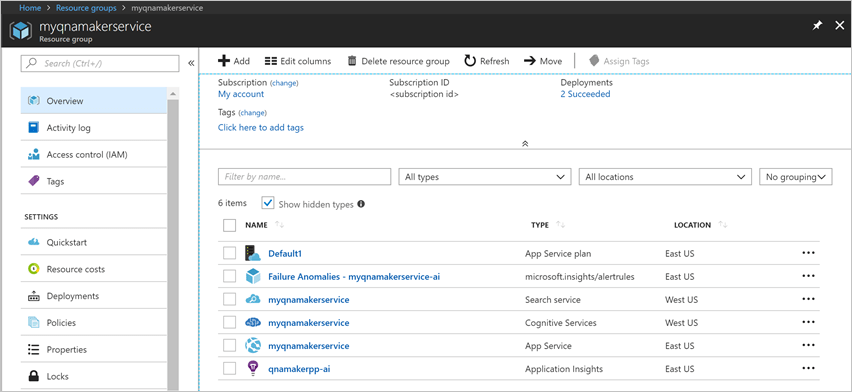 Home > Resource groups > myqnamakerservice
myqnamakerservice
Resource group
Search (Ctrl+/)
Overview
Activity log
Access control (IAM)
Tags
SETTINGS
Quickstart
Resource costs
Deployments
Policies
Properties
Locks
Add Edit columns Delete resource group Refresh Move Assign Tags
Subscription (change) Subscription ID Deployments
My account <subscription id> 2 Succeeded
Tags (change)
Click here to add tags
Filter by name... All types All locations No grouping
6 items Show hidden types
NAME TYPE LOCATION
Default1 App Service plan East US
Failure Anomalies - myqnamakerservice-ai microsoft.insights/alertrules East US
myqnamakerservice Search service West US
myqnamakerservice Cognitive Services West US
myqnamakerservice App Service East US
qnamakerpp-ai Application Insights East US